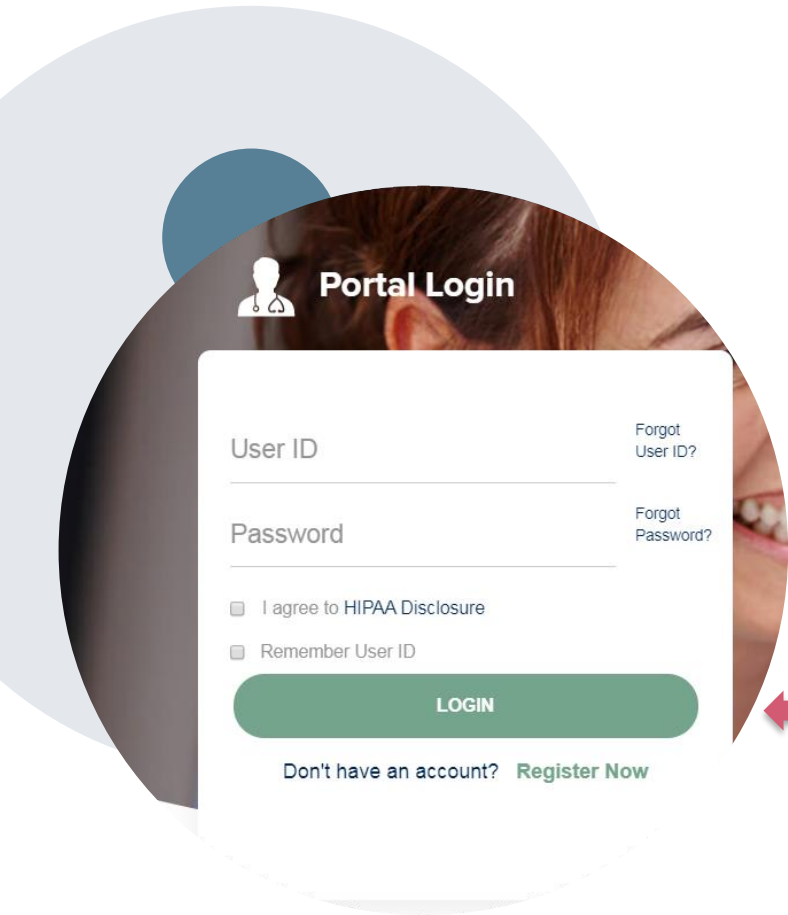 Portal Login
User ID
Forgot
User ID?
Password
Forgot
Password?
I agree to HIPAA Disclosure
Remember User ID
LOGIN
Don't have an account? Register Now